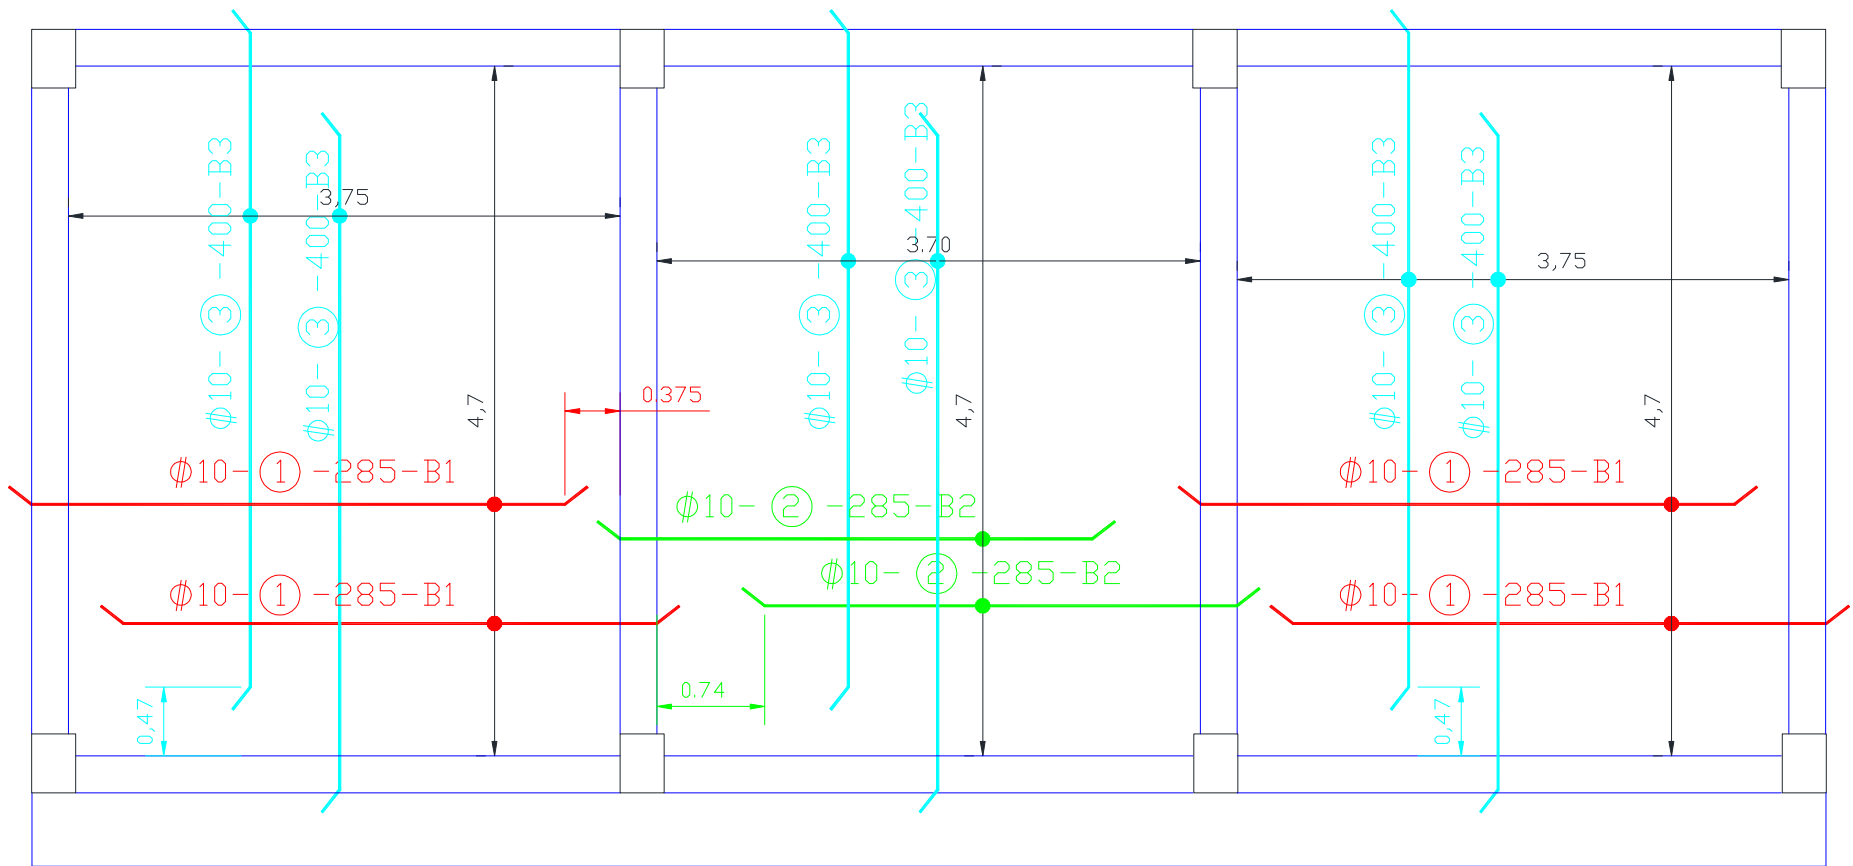 ϕ10- ③ -400-B3
ϕ10- ③ -400-B3
3,75
4,7
ϕ10- ① -285-B1
ϕ10- ① -285-B1
0,47
0.375
ϕ10- ③ -400-B3
ϕ10- ③ -400-B3
3.70
4,7
ϕ10- ② -285-B2
ϕ10- ② -285-B2
0.74
ϕ10- ③ -400-B3
ϕ10- ③ -400-B3
3,75
4,7
ϕ10- ① -285-B1
ϕ10- ① -285-B1
0,47